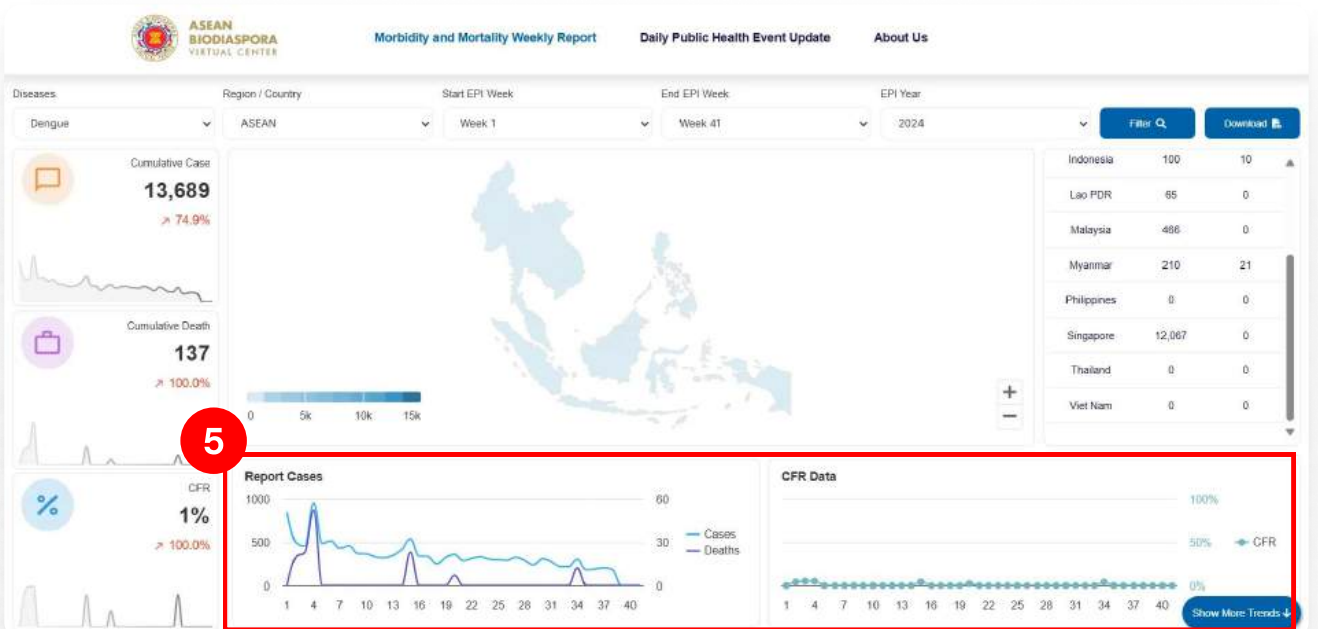 ASEAN
BIODIASPORA
VIRTUAL CENTER
Morbidity and Mortality Weekly Report
Daily Public Health Event Update
About Us
Diseases
Region / Country
Start EPI Week
End EPI Week
EPI Year
Dengue
ASEAN
Week 1
Week 41
2024
Filter
Download
Cumulative Case
13,689
↗ 74.9%
Cumulative Death
137
↗ 100.0%
CFR
1%
↗ 100.0%
0 5k 10k 15k
+
−
Indonesia 100 10
Lao PDR 65 0
Malaysia 466 0
Myanmar 210 21
Philippines 0 0
Singapore 12,067 0
Thailand 0 0
Viet Nam 0 0
5
Report Cases
1000
500
0
60
30
0
Cases
Deaths
1 4 7 10 13 16 19 22 25 28 31 34 37 40
CFR Data
100%
50%
0%
CFR
1 4 7 10 13 16 19 22 25 28 31 34 37 40
Show More Trends ↓